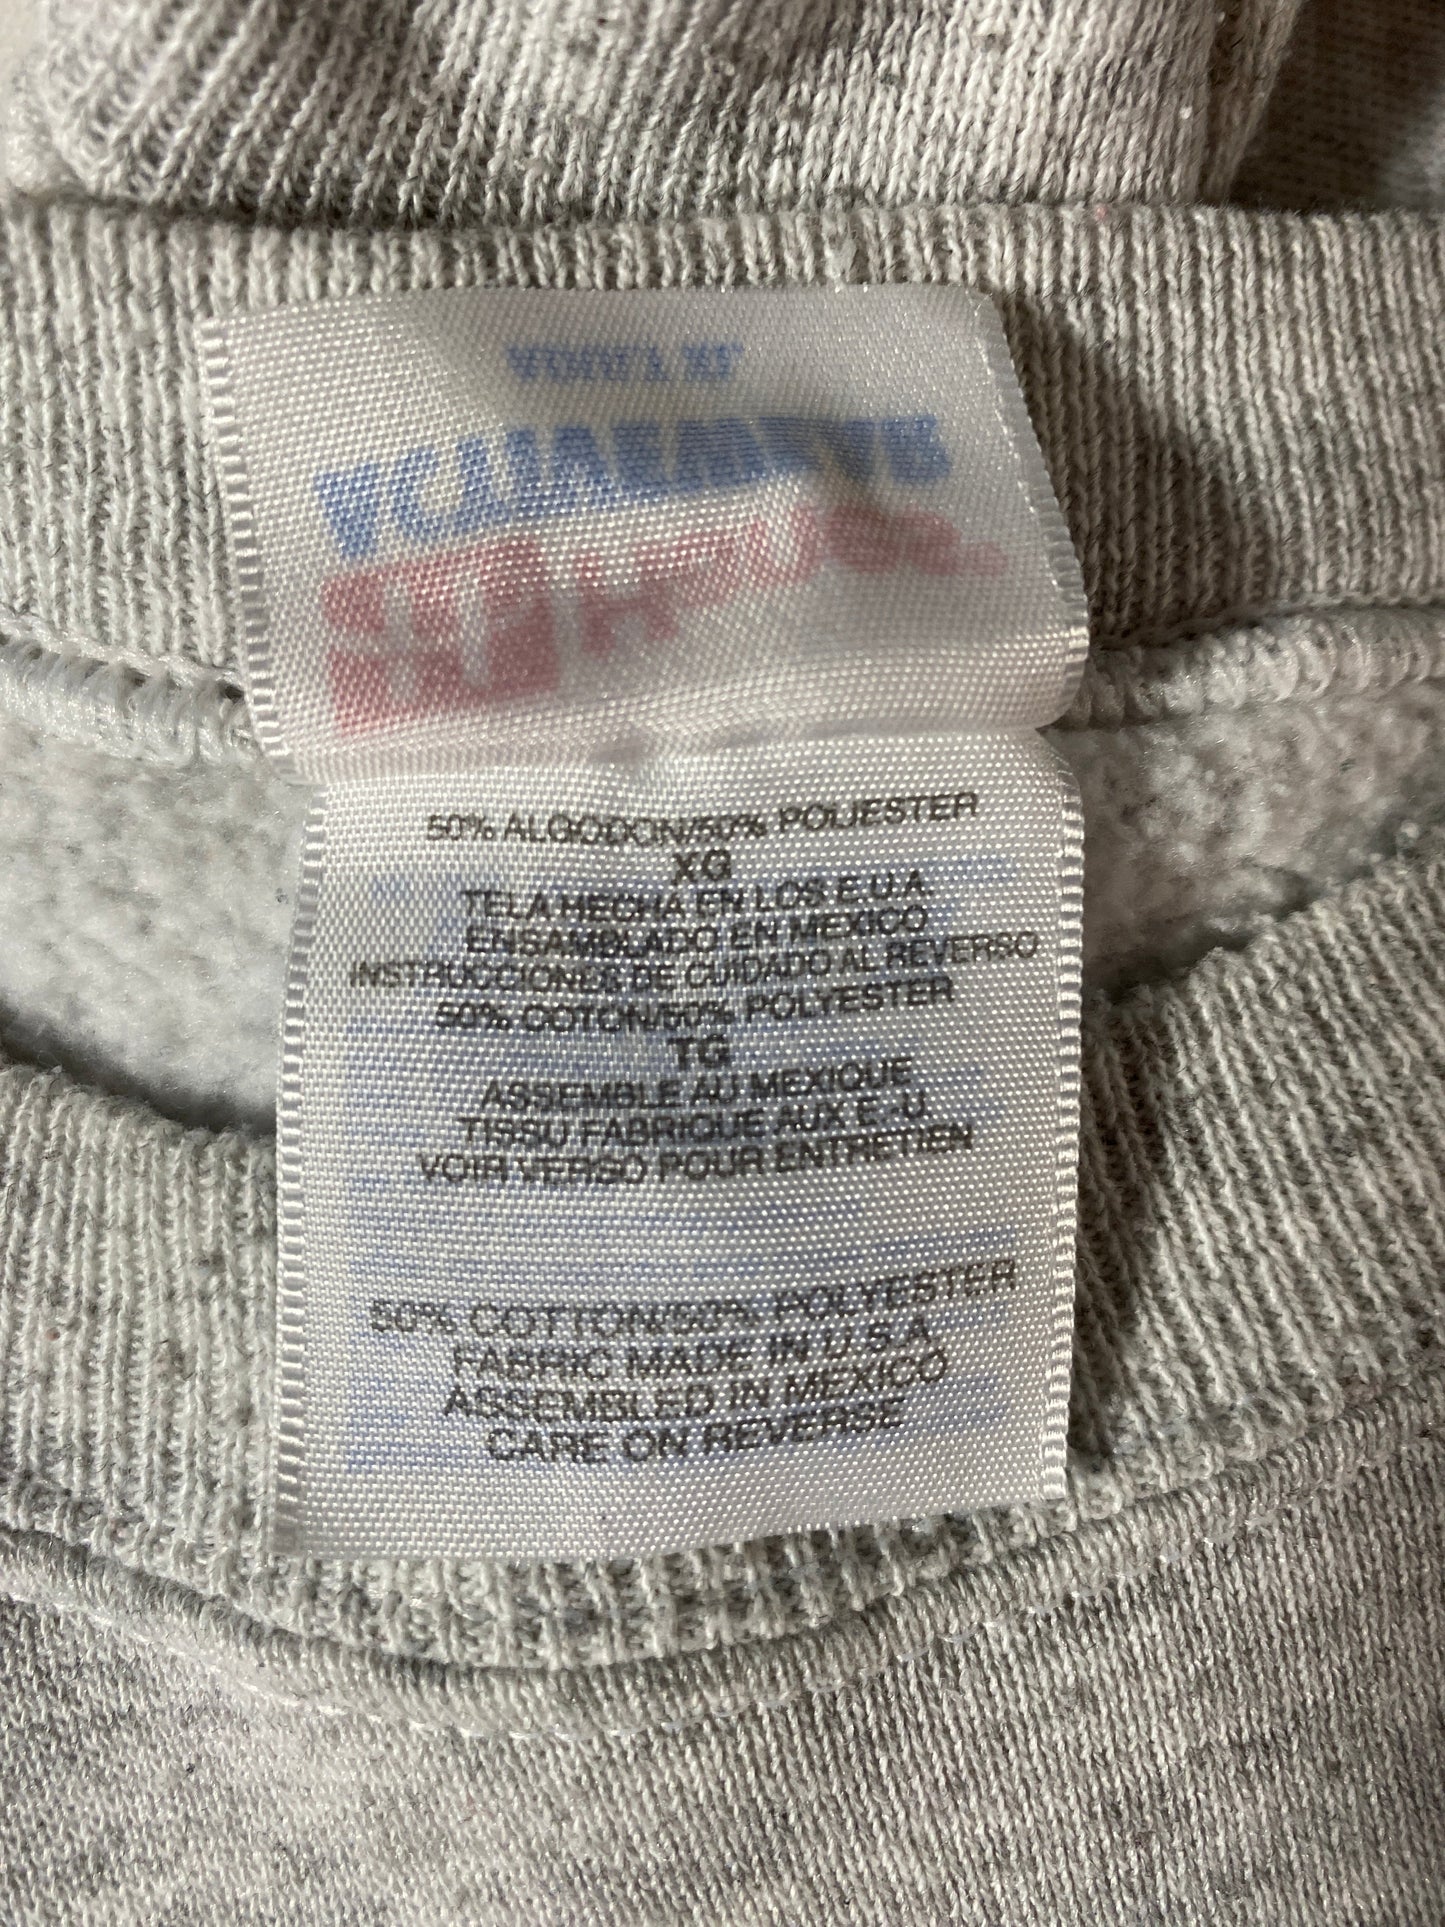 50% ALGODON/50% POLIESTER
XG
TELA HECHA EN LOS E.U.A.
ENSAMBLADO EN MEXICO
INSTRUCCIONES DE CUIDADO AL REVERSO
50% COTON/50% POLYESTER
TG
ASSEMBLE AU MEXIQUE
TISSU FABRIQUE AUX E.-U.
VOIR VERSO POUR ENTRETIEN
50% COTTON/50% POLYESTER
FABRIC MADE IN U.S.A.
ASSEMBLED IN MEXICO
CARE ON REVERSE